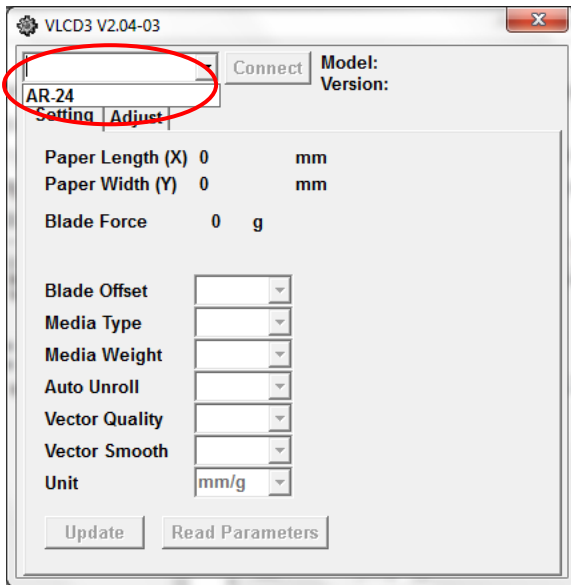 VLCD3 V2.04-03
Connect
Model:
Version:
AR-24
Setting Adjust
Paper Length (X) 0 mm
Paper Width (Y) 0 mm
Blade Force 0 g
Blade Offset
Media Type
Media Weight
Auto Unroll
Vector Quality
Vector Smooth
Unit mm/g
Update Read Parameters